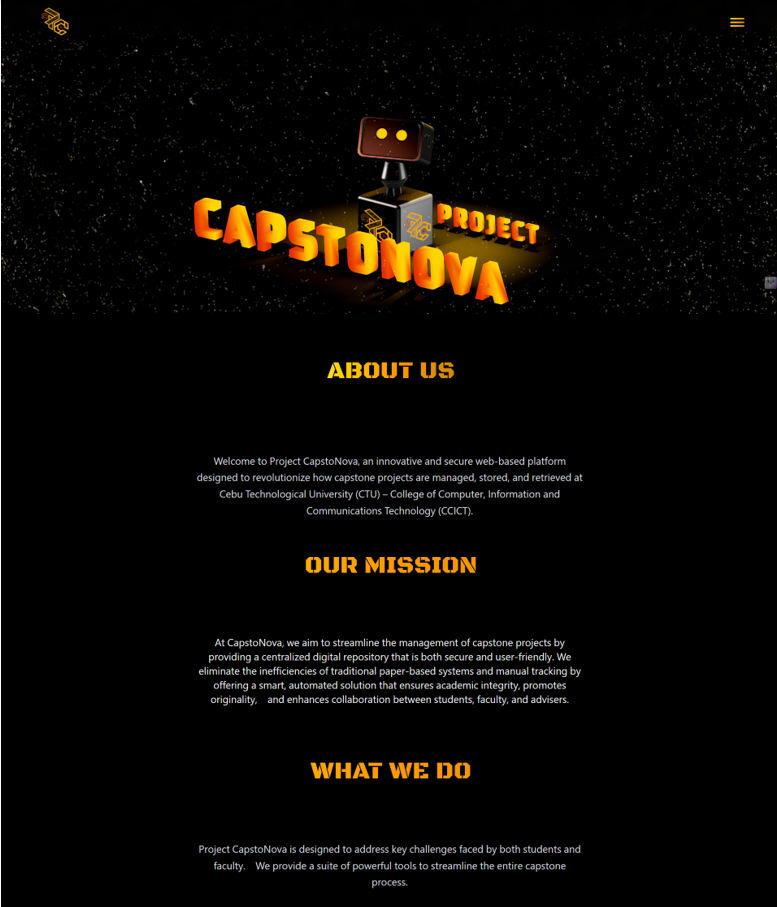 PROJECT
CAPSTONOVA
ABOUT US
Welcome to Project CapstoNova, an innovative and secure web-based platform
designed to revolutionize how capstone projects are managed, stored, and retrieved at
Cebu Technological University (CTU) – College of Computer, Information and
Communications Technology (CCICT).
OUR MISSION
At CapstoNova, we aim to streamline the management of capstone projects by
providing a centralized digital repository that is both secure and user-friendly. We
eliminate the inefficiencies of traditional paper-based systems and manual tracking by
offering a smart, automated solution that ensures academic integrity, promotes
originality, and enhances collaboration between students, faculty, and advisers.
WHAT WE DO
Project CapstoNova is designed to address key challenges faced by both students and
faculty. We provide a suite of powerful tools to streamline the entire capstone
process.